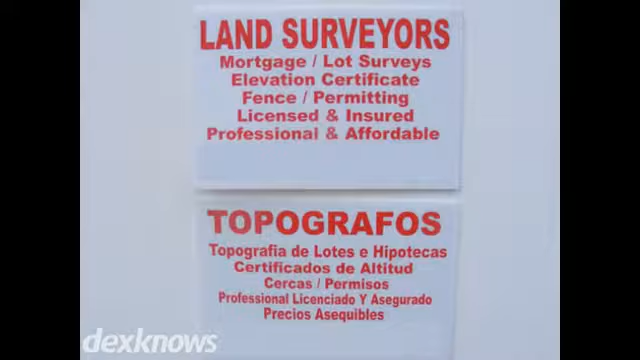 LAND SURVEYORS
Mortgage / Lot Surveys
Elevation Certificate
Fence / Permitting
Licensed & Insured
Professional & Affordable
TOPOGRAFOS
Topografia de Lotes e Hipotecas
Certificados de Altitud
Cercas / Permisos
Professional Licenciado Y Asegurado
Precios Asequibles
dexknows